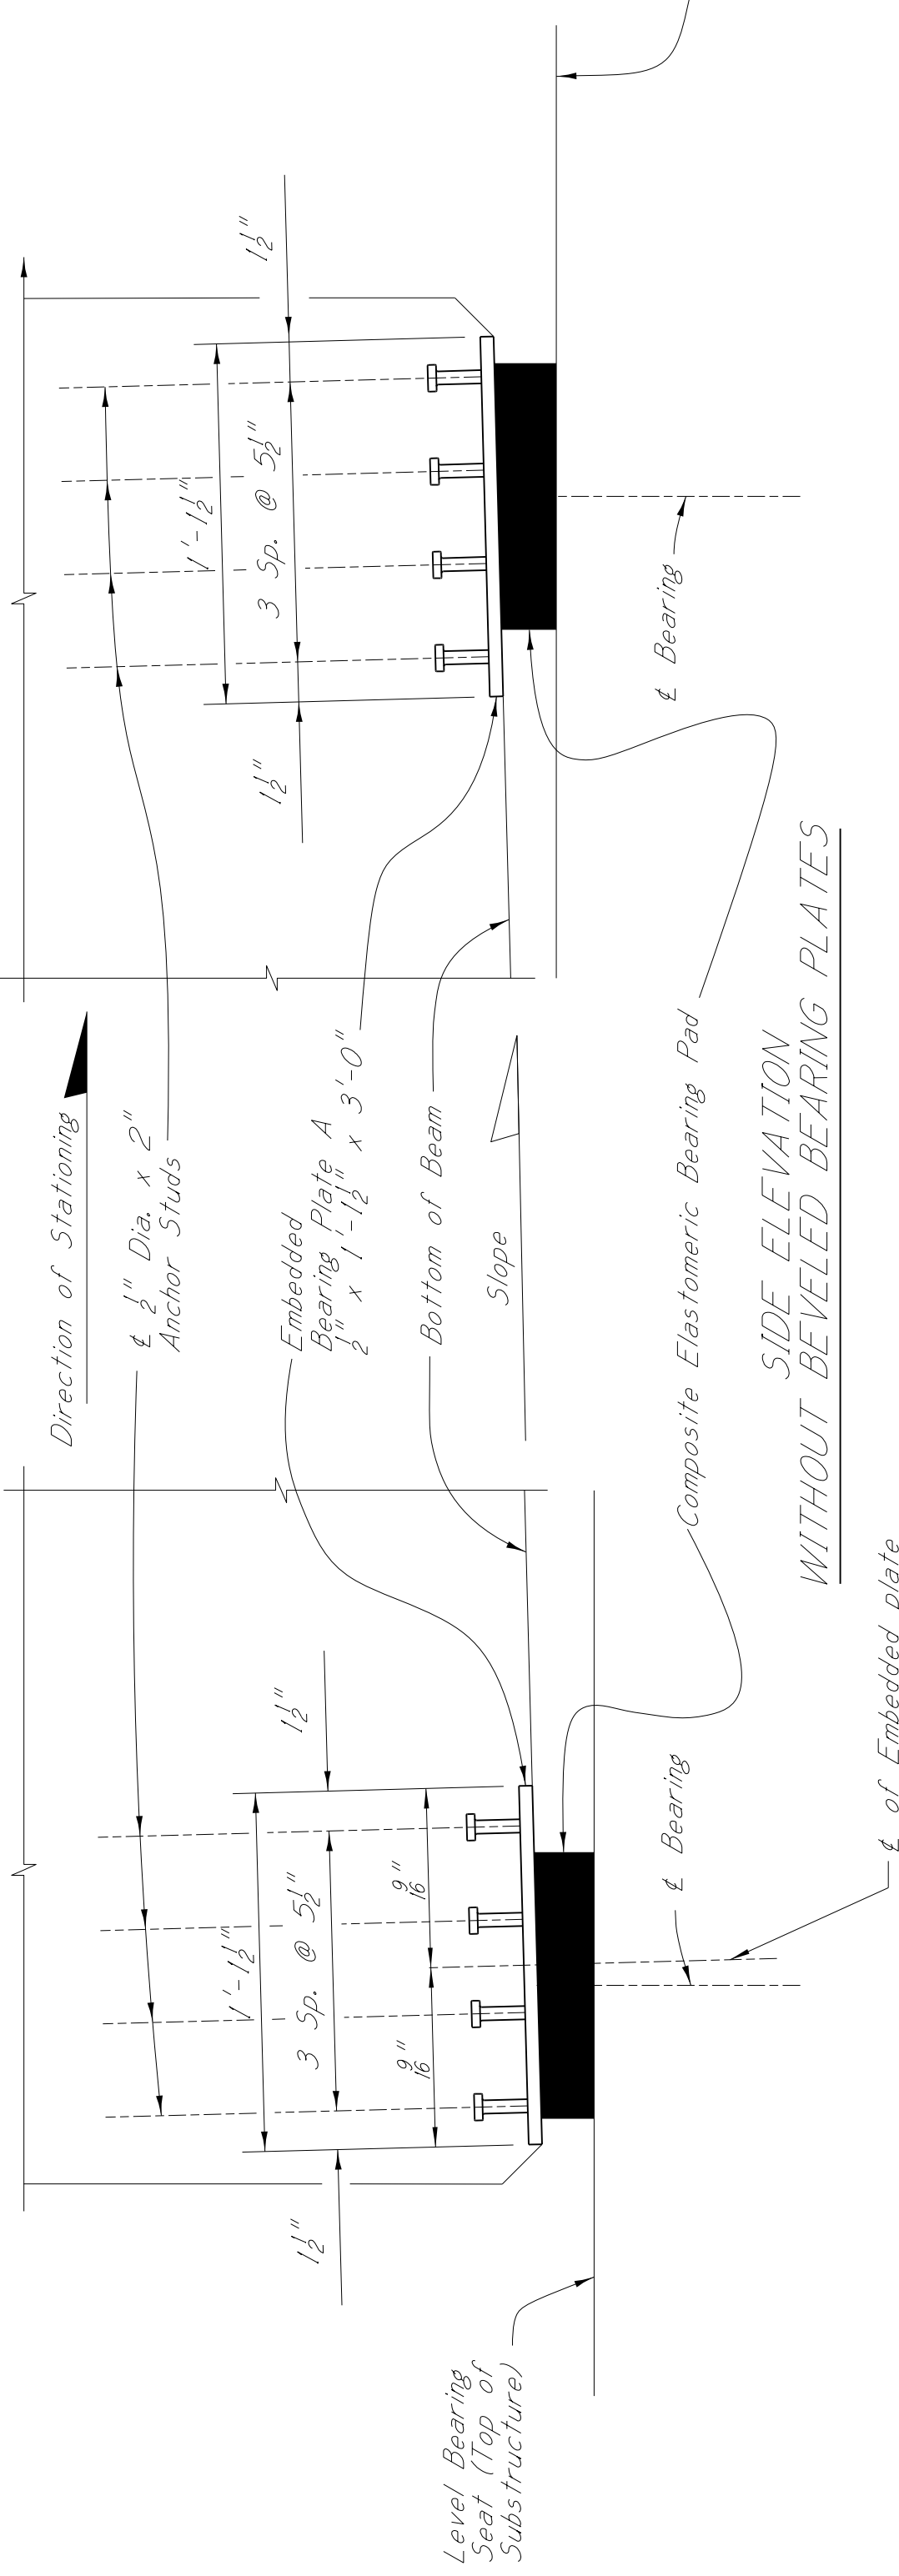 Direction of Stationing
℄ 1/2" Dia. x 2"
Anchor Studs
Embedded
Bearing Plate A
1/2" x 1'-1 1/2" x 3'-0"
Bottom of Beam
Slope
Composite Elastomeric Bearing Pad
1 1/2"
1'-1 1/2"
3 Sp. @ 5 1/2"
1 1/2"
9/16"
9/16"
℄ Bearing
℄ of Embedded plate
Level Bearing
Seat (Top of
Substructure)
1 1/2"
1'-1 1/2"
3 Sp. @ 5 1/2"
1 1/2"
℄ Bearing
SIDE ELEVATION
WITHOUT BEVELED BEARING PLATES